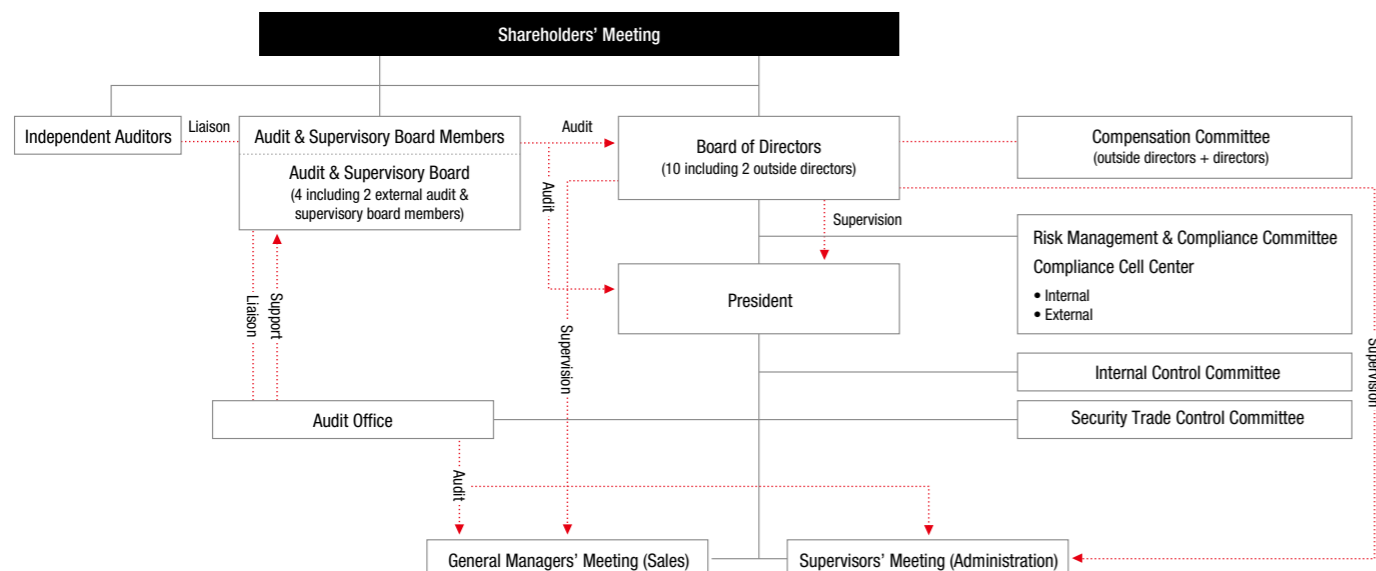 Shareholders' Meeting
Independent Auditors
Liaison
Audit & Supervisory Board Members
Audit & Supervisory Board
(4 including 2 external audit &
supervisory board members)
Audit
Audit
Board of Directors
(10 including 2 outside directors)
Compensation Committee
(outside directors + directors)
Supervision
Risk Management & Compliance Committee
Compliance Cell Center
• Internal
• External
President
Liaison
Support
Supervision
Supervision
Internal Control Committee
Audit Office
Security Trade Control Committee
Audit
General Managers' Meeting (Sales)
Supervisors' Meeting (Administration)